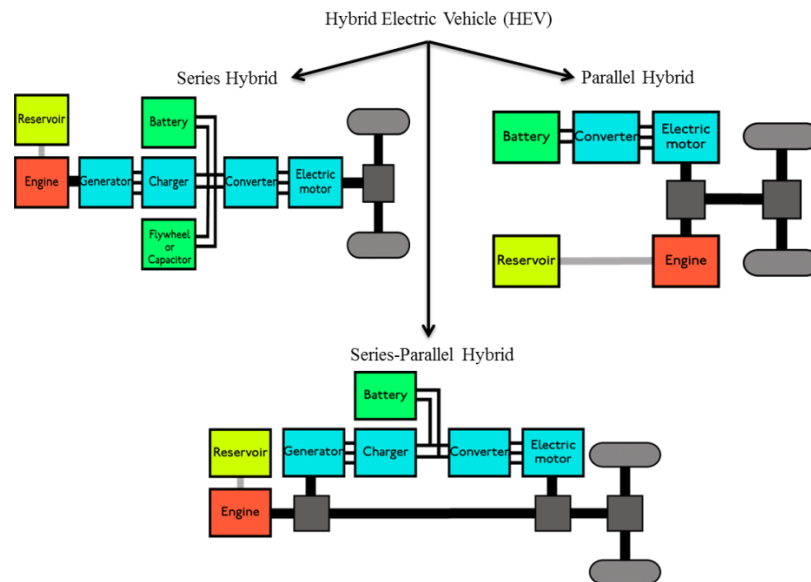 Hybrid Electric Vehicle (HEV)
Series Hybrid
Reservoir
Battery
Engine
Generator
Charger
Converter
Electric
motor
Flywheel
or
Capacitor
Parallel Hybrid
Battery
Converter
Electric
motor
Reservoir
Engine
Series-Parallel Hybrid
Battery
Reservoir
Generator
Charger
Converter
Electric
motor
Engine